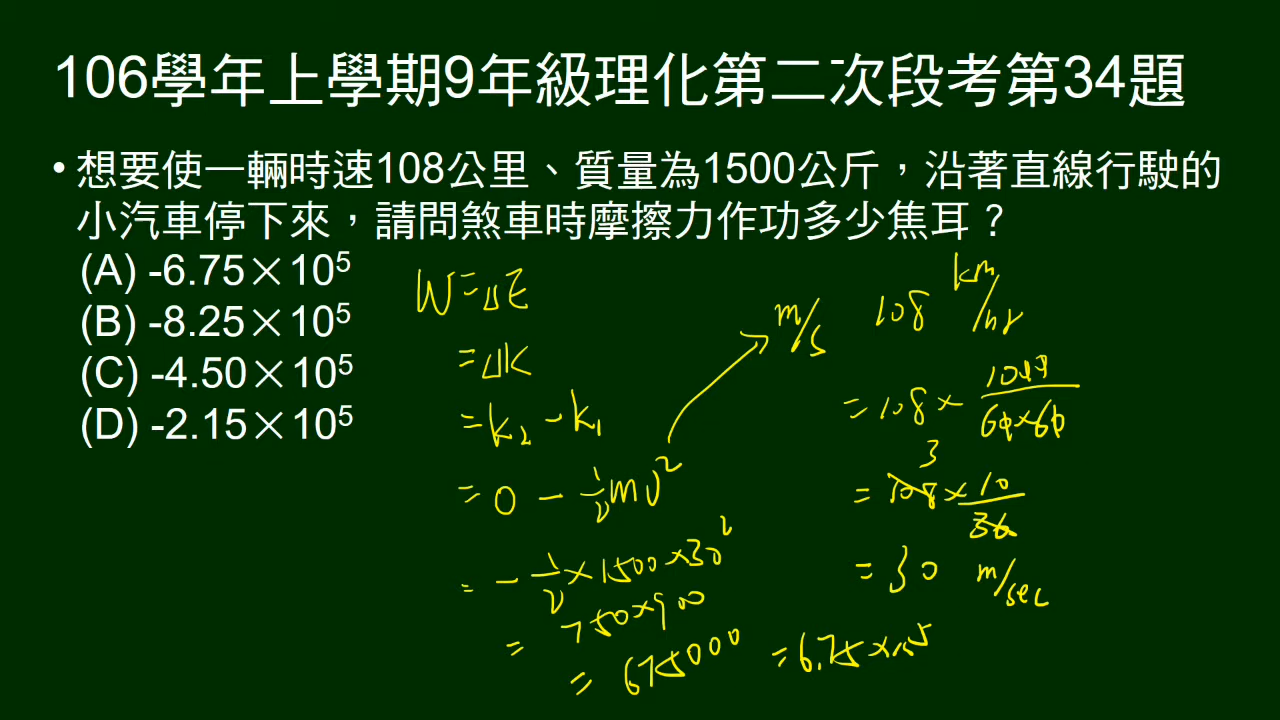 106學年上學期9年級理化第二次段考第34題
• 想要使一輛時速108公里、質量為1500公斤，沿著直線行駛的
小汽車停下來，請問煞車時摩擦力作功多少焦耳？
(A) -6.75×10⁵
(B) -8.25×10⁵
(C) -4.50×10⁵
(D) -2.15×10⁵
W=ΔE
=ΔK
=K₂-K₁
=0-½mv²
=-½×1500×30²
=750×900
=675000=6.75×10⁵
m/s
108 km/hr
=108×1000/60×60
3
=108×10/36
=30 m/sec